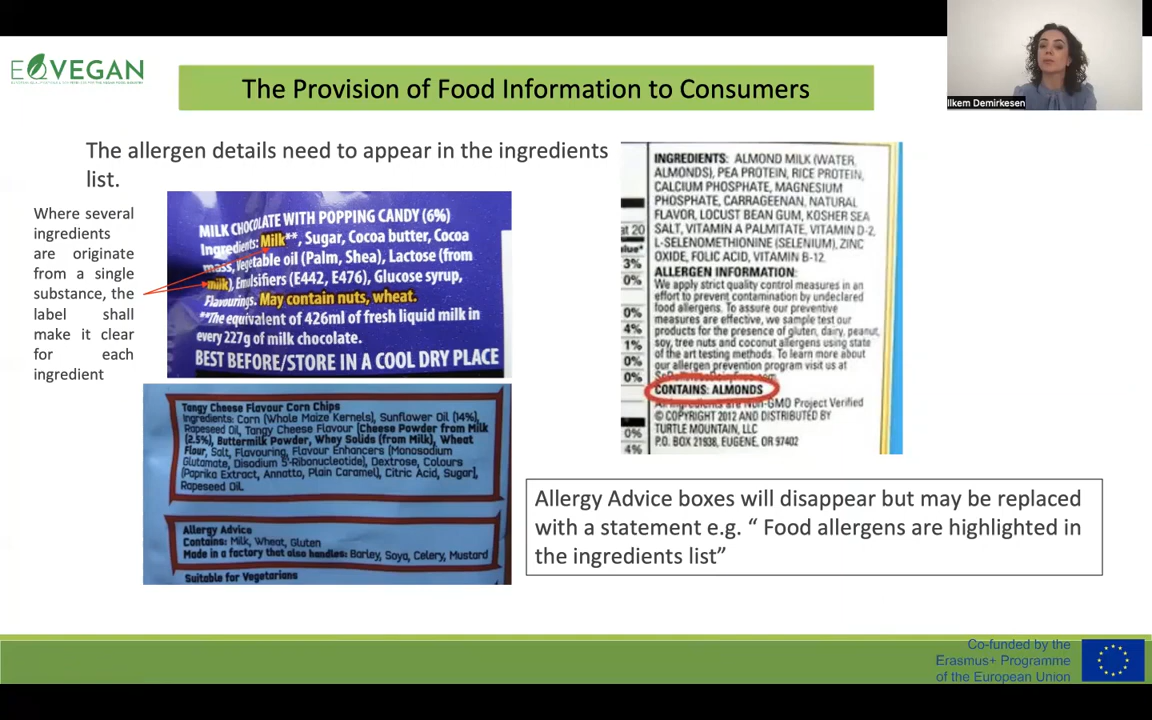 EQVEGAN
The Provision of Food Information to Consumers
Ilkem Demirkesen
The allergen details need to appear in the ingredients
list.
Where several
ingredients
are originate
from a single
substance, the
label shall
make it clear
for each
ingredient
MILK CHOCOLATE WITH POPPING CANDY (6%)
Ingredients: Milk**, Sugar, Cocoa butter, Cocoa
mass, Vegetable oil (Palm, Shea), Lactose (from
milk), Emulsifiers (E442, E476), Glucose syrup,
Flavourings. May contain nuts, wheat.
*The equivalent of 426ml of fresh liquid milk in
every 227g of milk chocolate.
BEST BEFORE/STORE IN A COOL DRY PLACE
Tangy Cheese Flavour Corn Chips
Ingredients: Corn (Whole Maize Kernels), Sunflower Oil (14%),
Rapeseed Oil, Tangy Cheese Flavour [Cheese Powder from Milk
(2.5%), Buttermilk Powder, Whey Solids (from Milk), Wheat
Flour, Salt, Flavouring, Flavour Enhancers (Monosodium
Glutamate, Disodium 5'-Ribonucleotide), Dextrose, Colours
(Paprika Extract, Annatto, Plain Caramel), Citric Acid, Sugar],
Rapeseed Oil.
Allergy Advice
Contains: Milk, Wheat, Gluten
Made in a factory that also handles: Barley, Soya, Celery, Mustard
Suitable for Vegetarians
INGREDIENTS: ALMOND MILK (WATER,
ALMONDS), PEA PROTEIN, RICE PROTEIN,
CALCIUM PHOSPHATE, MAGNESIUM
PHOSPHATE, CARRAGEENAN, NATURAL
FLAVOR, LOCUST BEAN GUM, KOSHER SEA
SALT, VITAMIN A PALMITATE, VITAMIN D-2,
L-SELENOMETHIONINE (SELENIUM), ZINC
OXIDE, FOLIC ACID, VITAMIN B-12.
ALLERGEN INFORMATION:
We apply strict quality control measures in an
effort to prevent contamination by undeclared
food allergens. To assure our preventive
measures are effective, we sample test our
products for the presence of gluten, dairy, peanut,
soy, tree nuts and coconut allergens using state
of the art testing methods. To learn more about
our allergen prevention program visit us at
CONTAINS: ALMONDS
All ingredients are Non-GMO Project Verified
© COPYRIGHT 2012 AND DISTRIBUTED BY
TURTLE MOUNTAIN, LLC
P.O. BOX 21938, EUGENE, OR 97402
at 20
alue*
3%
0%
0%
4%
1%
0%
0%
0%
4%
Allergy Advice boxes will disappear but may be replaced
with a statement e.g. “ Food allergens are highlighted in
the ingredients list”
Co-funded by the
Erasmus+ Programme
of the European Union